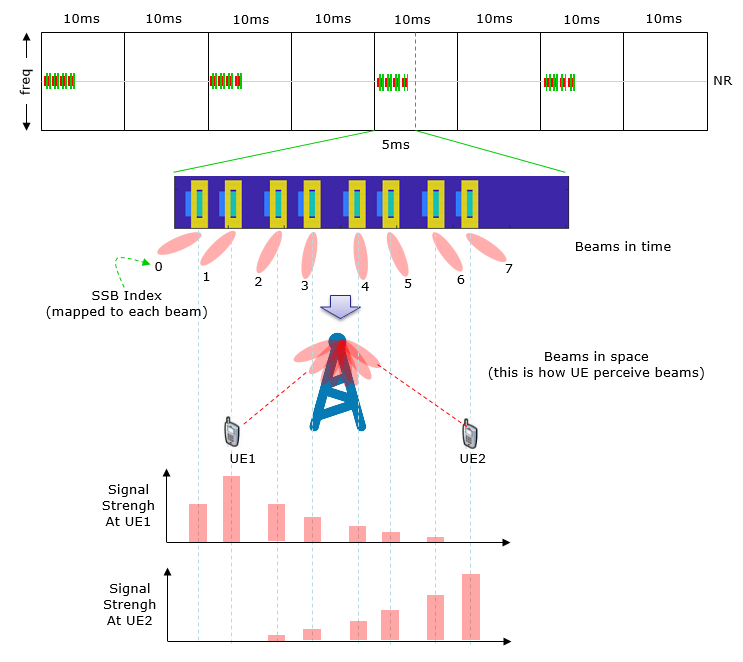 10ms 10ms 10ms 10ms 10ms 10ms 10ms 10ms
freq
NR
5ms
Beams in time
0 1 2 3 4 5 6 7
SSB Index
(mapped to each beam)
Beams in space
(this is how UE perceive beams)
UE1
UE2
Signal
Strengh
At UE1
Signal
Strengh
At UE2